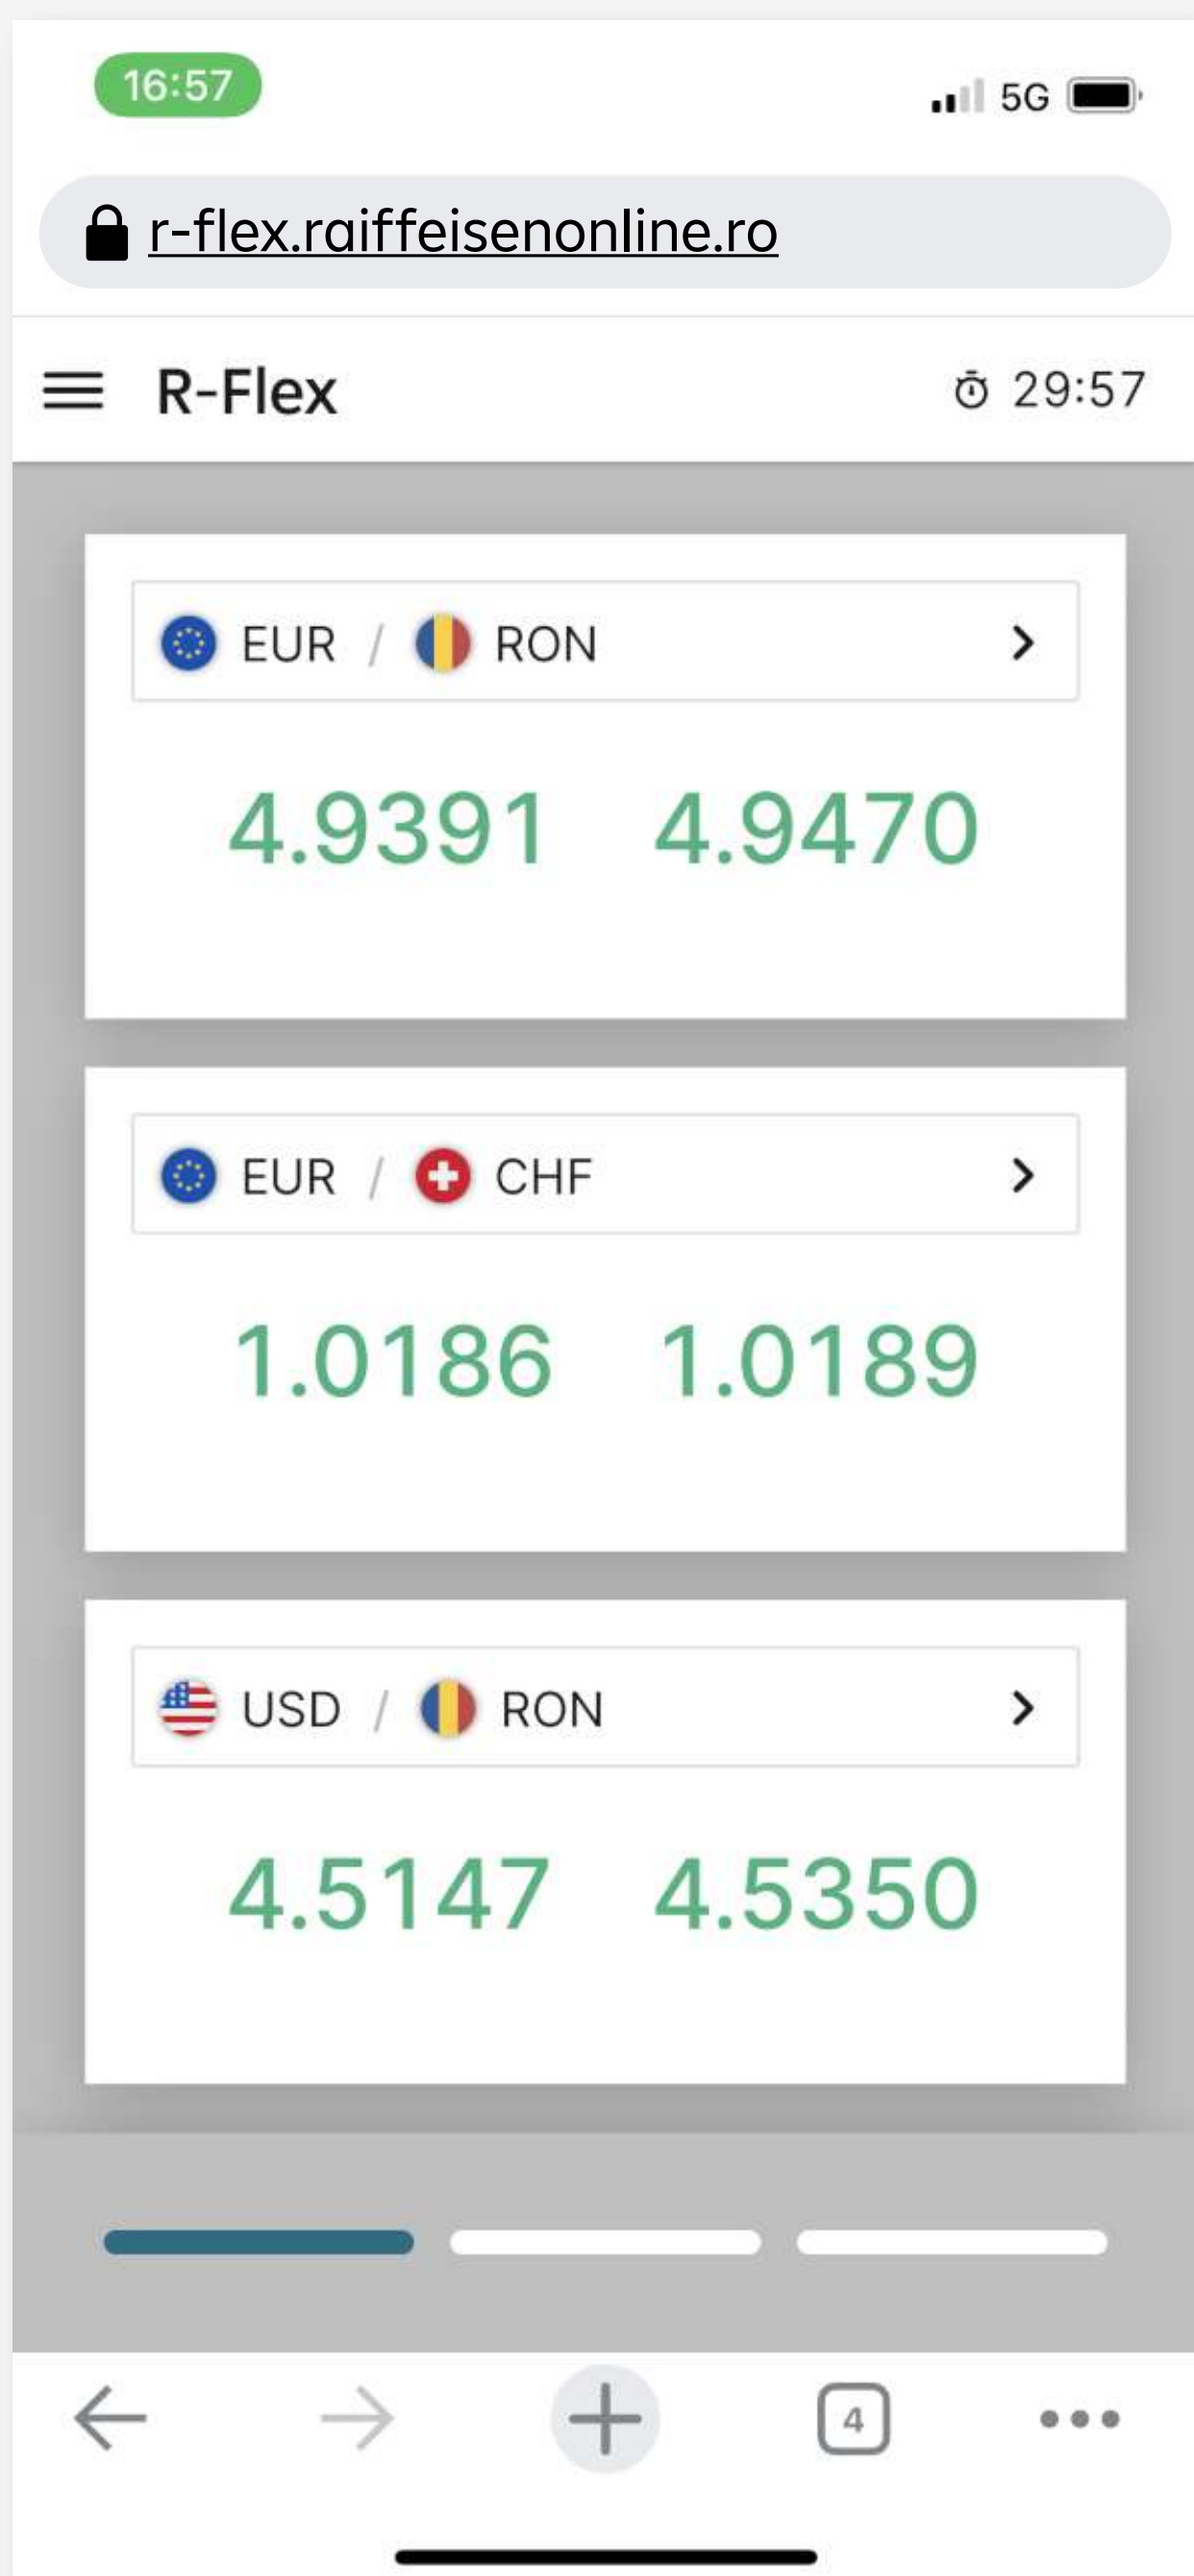 16:57 5G
r-flex.raiffeisenonline.ro
R-Flex 29:57
EUR / RON
4.9391 4.9470
EUR / CHF
1.0186 1.0189
USD / RON
4.5147 4.5350
4